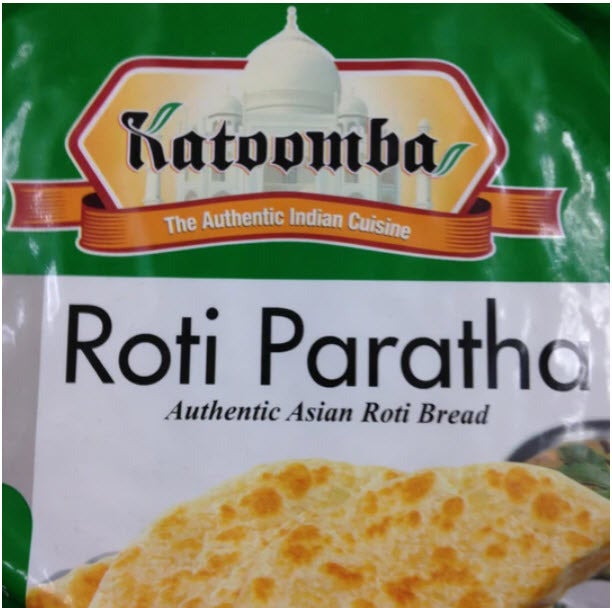 Katoomba
The Authentic Indian Cuisine
Roti Paratha
Authentic Asian Roti Bread